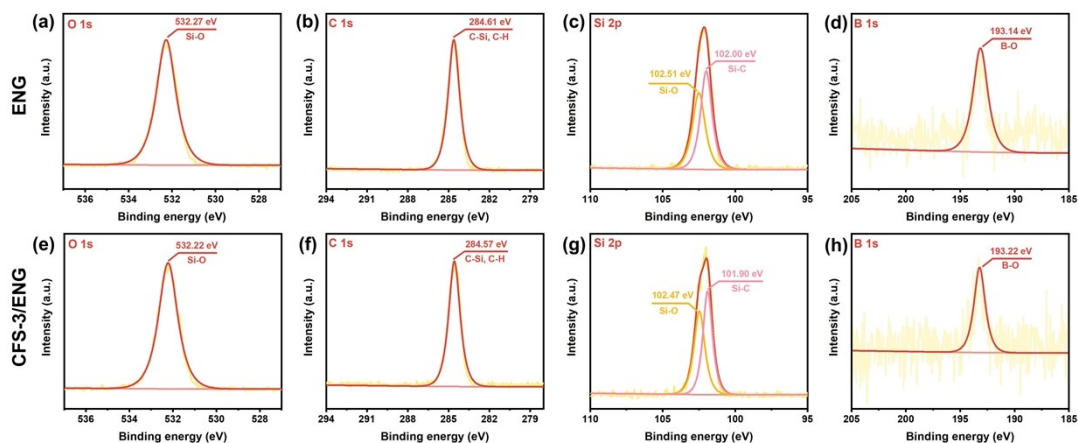 ENG
(a)
O 1s
532.27 eV
Si-O
Intensity (a.u.)
536 534 532 530 528
Binding energy (eV)
(b)
C 1s
284.61 eV
C-Si, C-H
Intensity (a.u.)
294 291 288 285 282 279
Binding energy (eV)
(c)
Si 2p
102.51 eV
Si-O
102.00 eV
Si-C
Intensity (a.u.)
110 105 100 95
Binding energy (eV)
(d)
B 1s
193.14 eV
B-O
Intensity (a.u.)
205 200 195 190 185
Binding energy (eV)
CFS-3/ENG
(e)
O 1s
532.22 eV
Si-O
Intensity (a.u.)
536 534 532 530 528
Binding energy (eV)
(f)
C 1s
284.57 eV
C-Si, C-H
Intensity (a.u.)
294 291 288 285 282 279
Binding energy (eV)
(g)
Si 2p
102.47 eV
Si-O
101.90 eV
Si-C
Intensity (a.u.)
110 105 100 95
Binding energy (eV)
(h)
B 1s
193.22 eV
B-O
Intensity (a.u.)
205 200 195 190 185
Binding energy (eV)